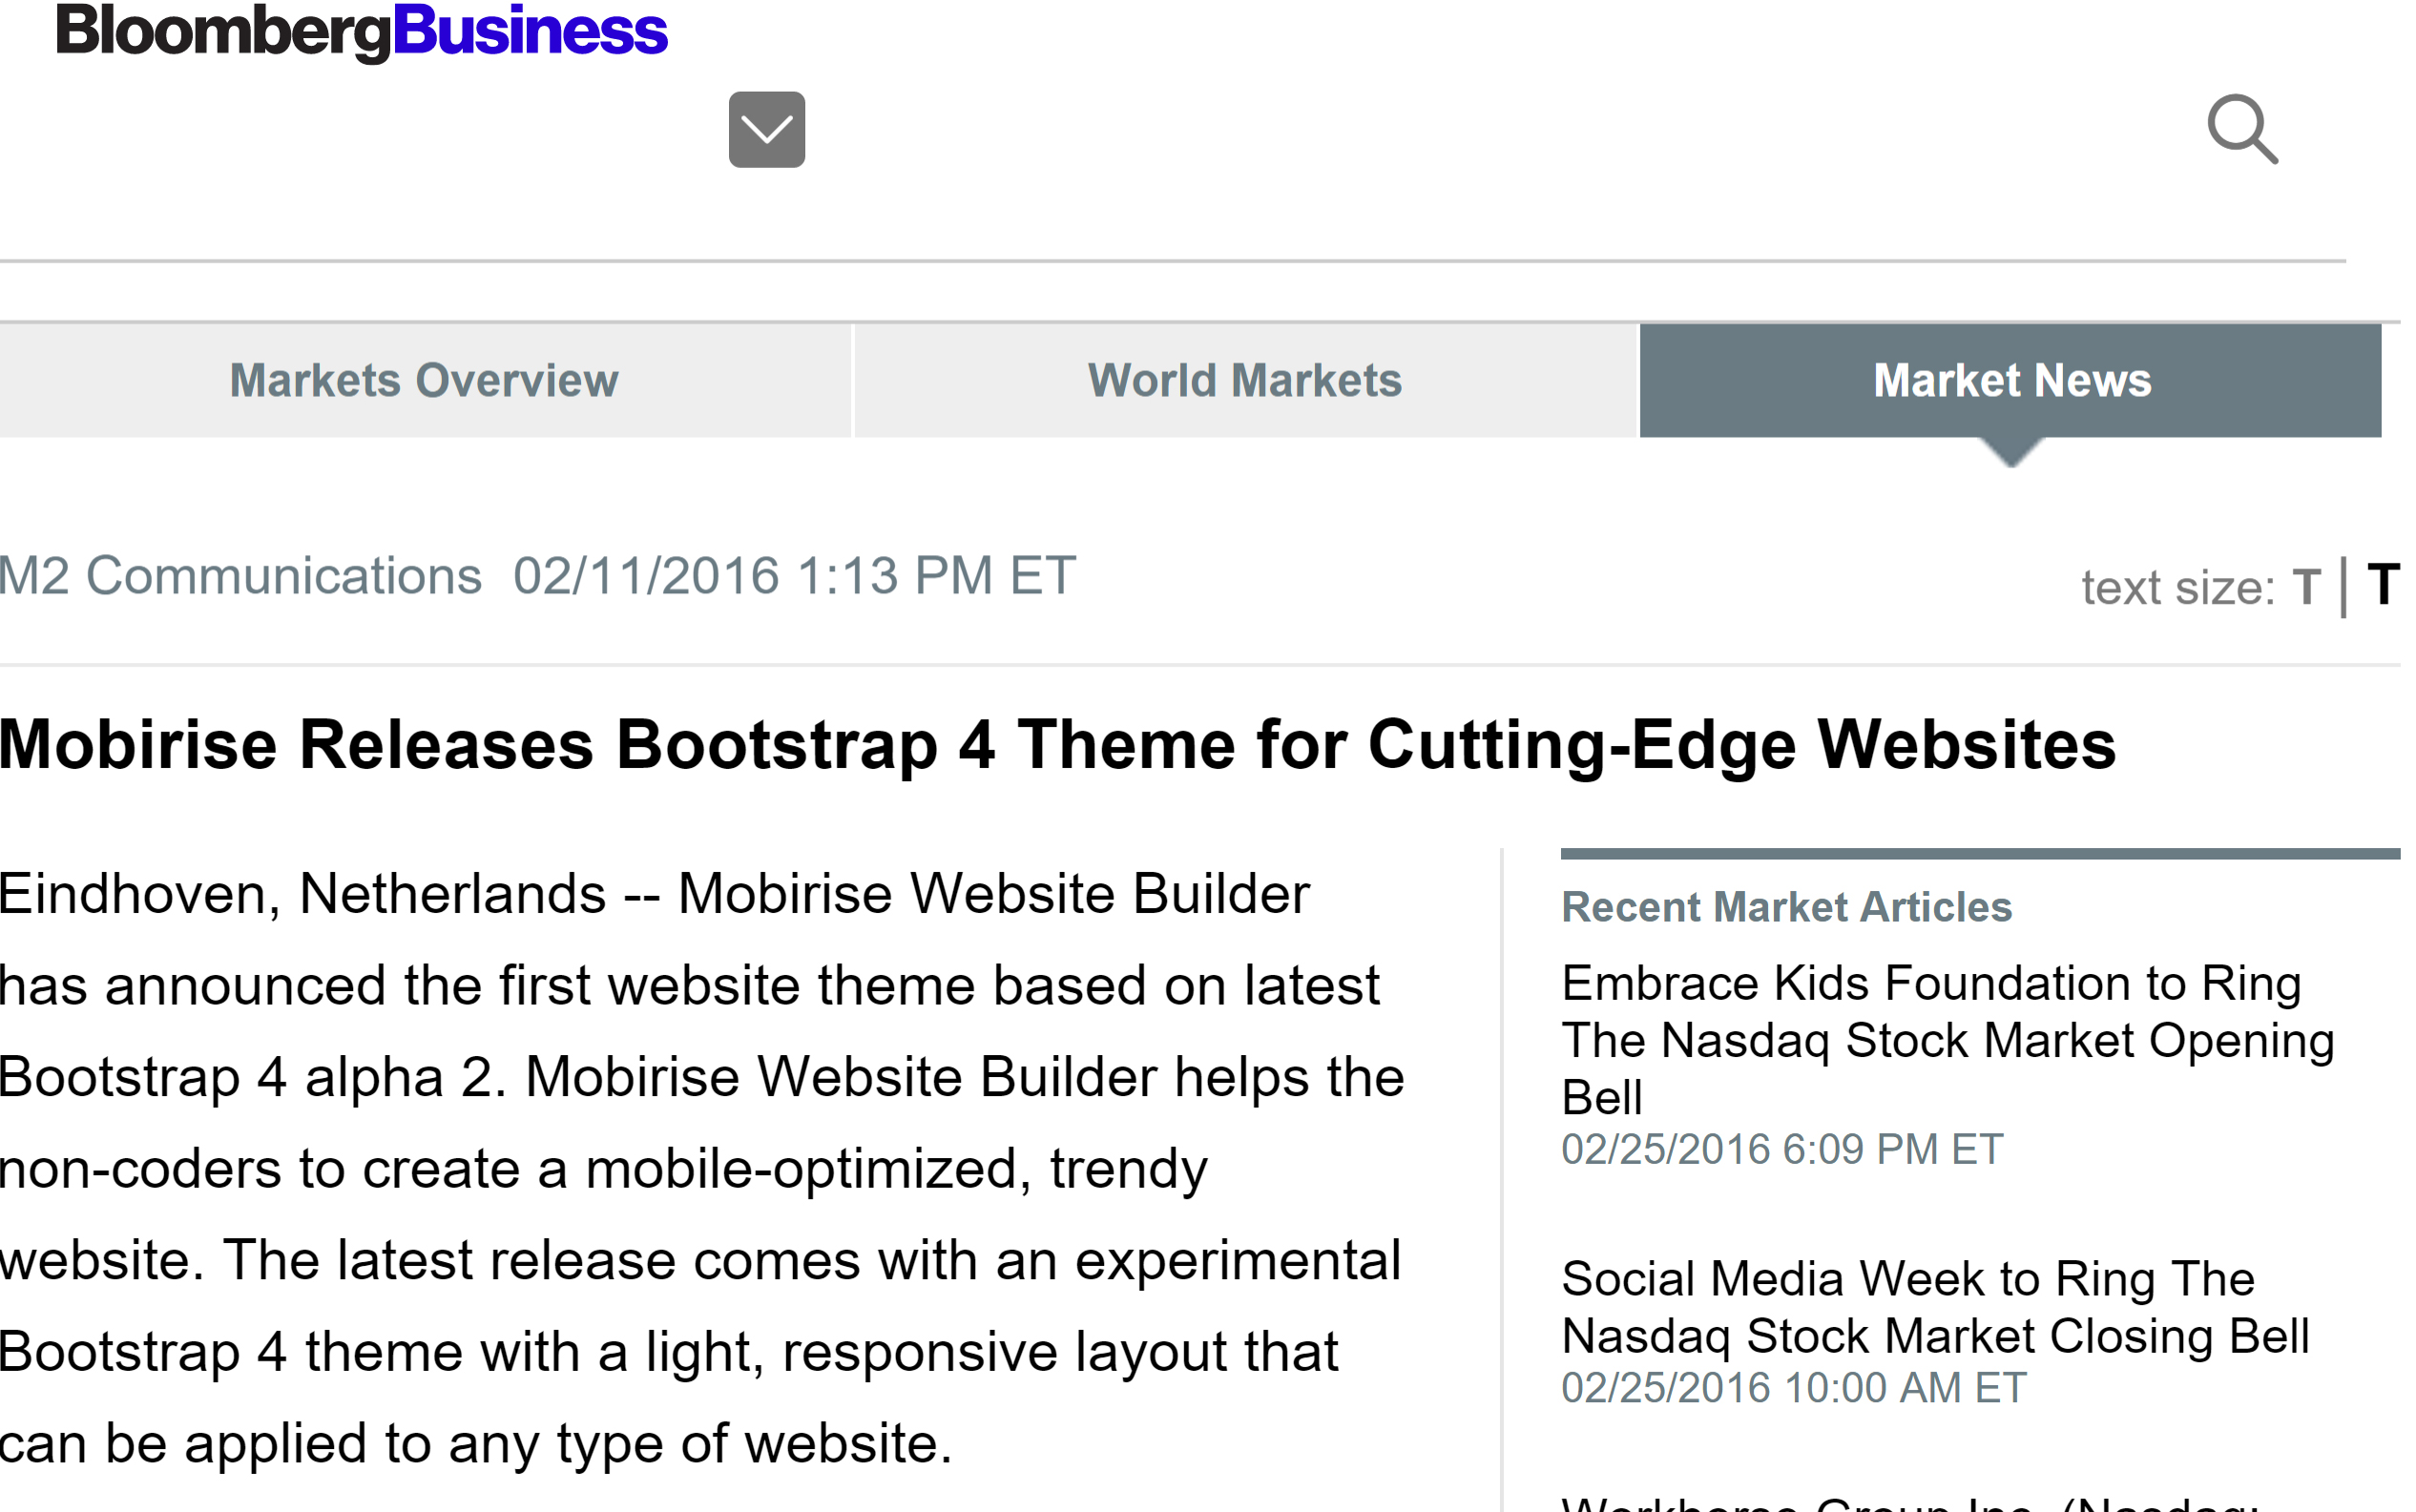 BloombergBusiness
Markets Overview
World Markets
Market News
M2 Communications 02/11/2016 1:13 PM ET
text size: T | T
Mobirise Releases Bootstrap 4 Theme for Cutting-Edge Websites
Eindhoven, Netherlands -- Mobirise Website Builder
has announced the first website theme based on latest
Bootstrap 4 alpha 2. Mobirise Website Builder helps the
non-coders to create a mobile-optimized, trendy
website. The latest release comes with an experimental
Bootstrap 4 theme with a light, responsive layout that
can be applied to any type of website.
Recent Market Articles
Embrace Kids Foundation to Ring
The Nasdaq Stock Market Opening
Bell
02/25/2016 6:09 PM ET
Social Media Week to Ring The
Nasdaq Stock Market Closing Bell
02/25/2016 10:00 AM ET
Workhorse Group Inc. (Nasdaq: